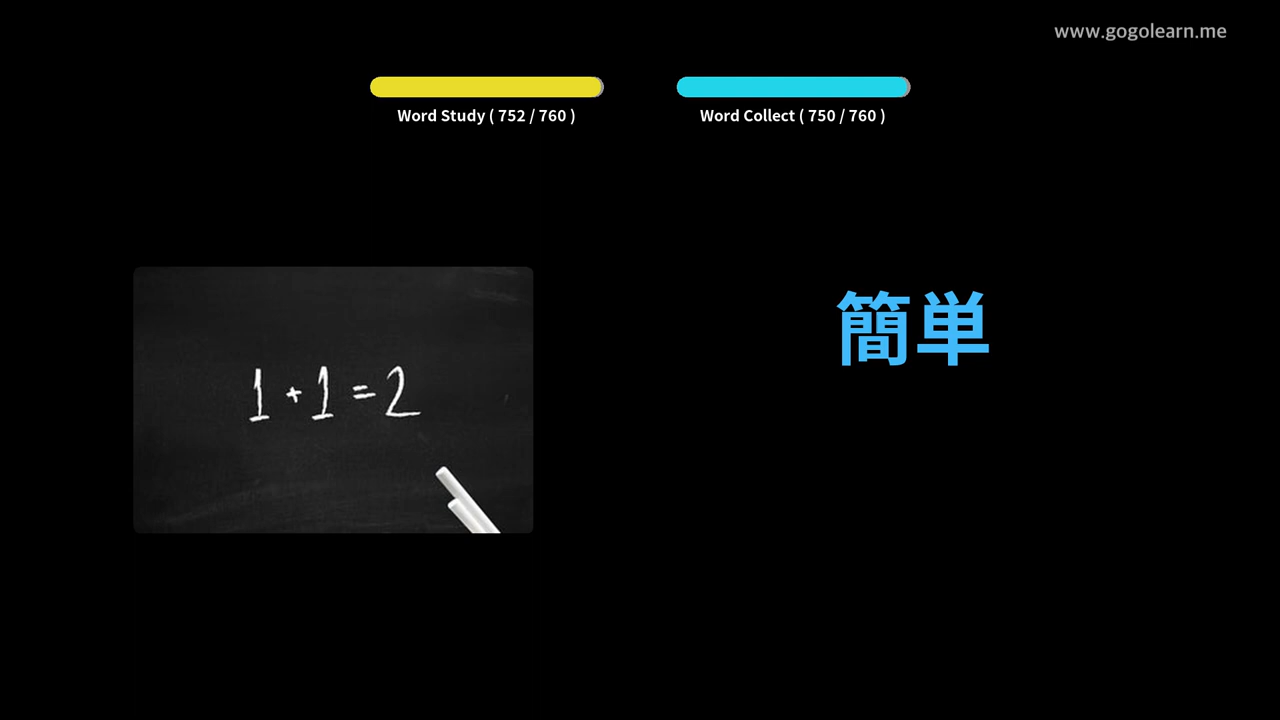 www.gogolearn.me
Word Study ( 752 / 760 )
Word Collect ( 750 / 760 )
簡単
1 + 1 = 2